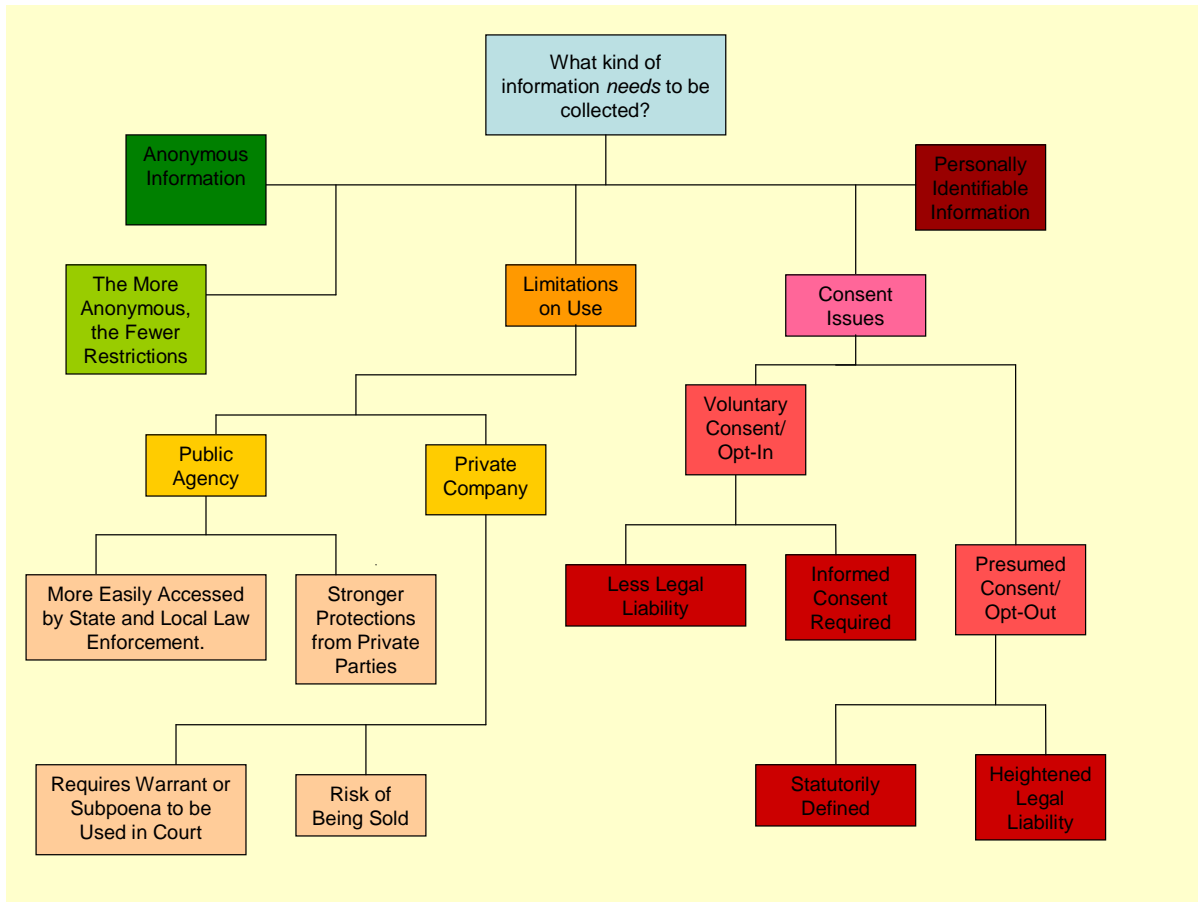 What kind of
information needs to be
collected?
Anonymous
Information
Personally
Identifiable
Information
The More
Anonymous,
the Fewer
Restrictions
Limitations
on Use
Consent
Issues
Public
Agency
Private
Company
Voluntary
Consent/
Opt-In
More Easily Accessed
by State and Local Law
Enforcement.
Stronger
Protections
from Private
Parties
Less Legal
Liability
Informed
Consent
Required
Presumed
Consent/
Opt-Out
Requires Warrant or
Subpoena to be
Used in Court
Risk of
Being Sold
Statutorily
Defined
Heightened
Legal
Liability